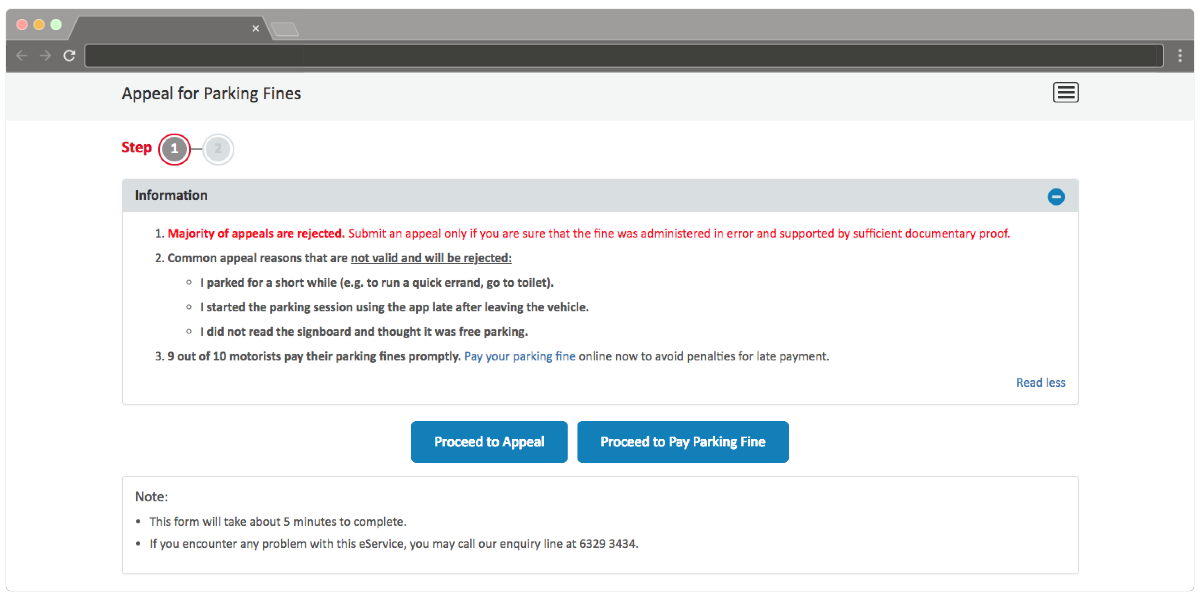 Appeal for Parking Fines
Step 1 2
Information
1. Majority of appeals are rejected. Submit an appeal only if you are sure that the fine was administered in error and supported by sufficient documentary proof.
2. Common appeal reasons that are not valid and will be rejected:
I parked for a short while (e.g. to run a quick errand, go to toilet).
I started the parking session using the app late after leaving the vehicle.
I did not read the signboard and thought it was free parking.
3. 9 out of 10 motorists pay their parking fines promptly. Pay your parking fine online now to avoid penalties for late payment.
Read less
Proceed to Appeal Proceed to Pay Parking Fine
Note:
• This form will take about 5 minutes to complete.
• If you encounter any problem with this eService, you may call our enquiry line at 6329 3434.